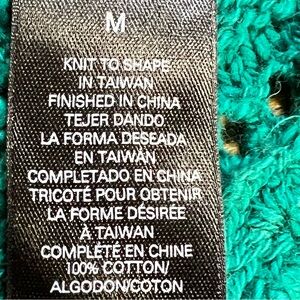 M
KNIT TO SHAPE
IN TAIWAN
FINISHED IN CHINA
TEJER DANDO
LA FORMA DESEADA
EN TAIWÁN
COMPLETADO EN CHINA
TRICOTÉ POUR OBTENIR
LA FORME DÉSIRÉE
À TAIWAN
COMPLÉTÉ EN CHINE
100% COTTON/
ALGODON/COTON